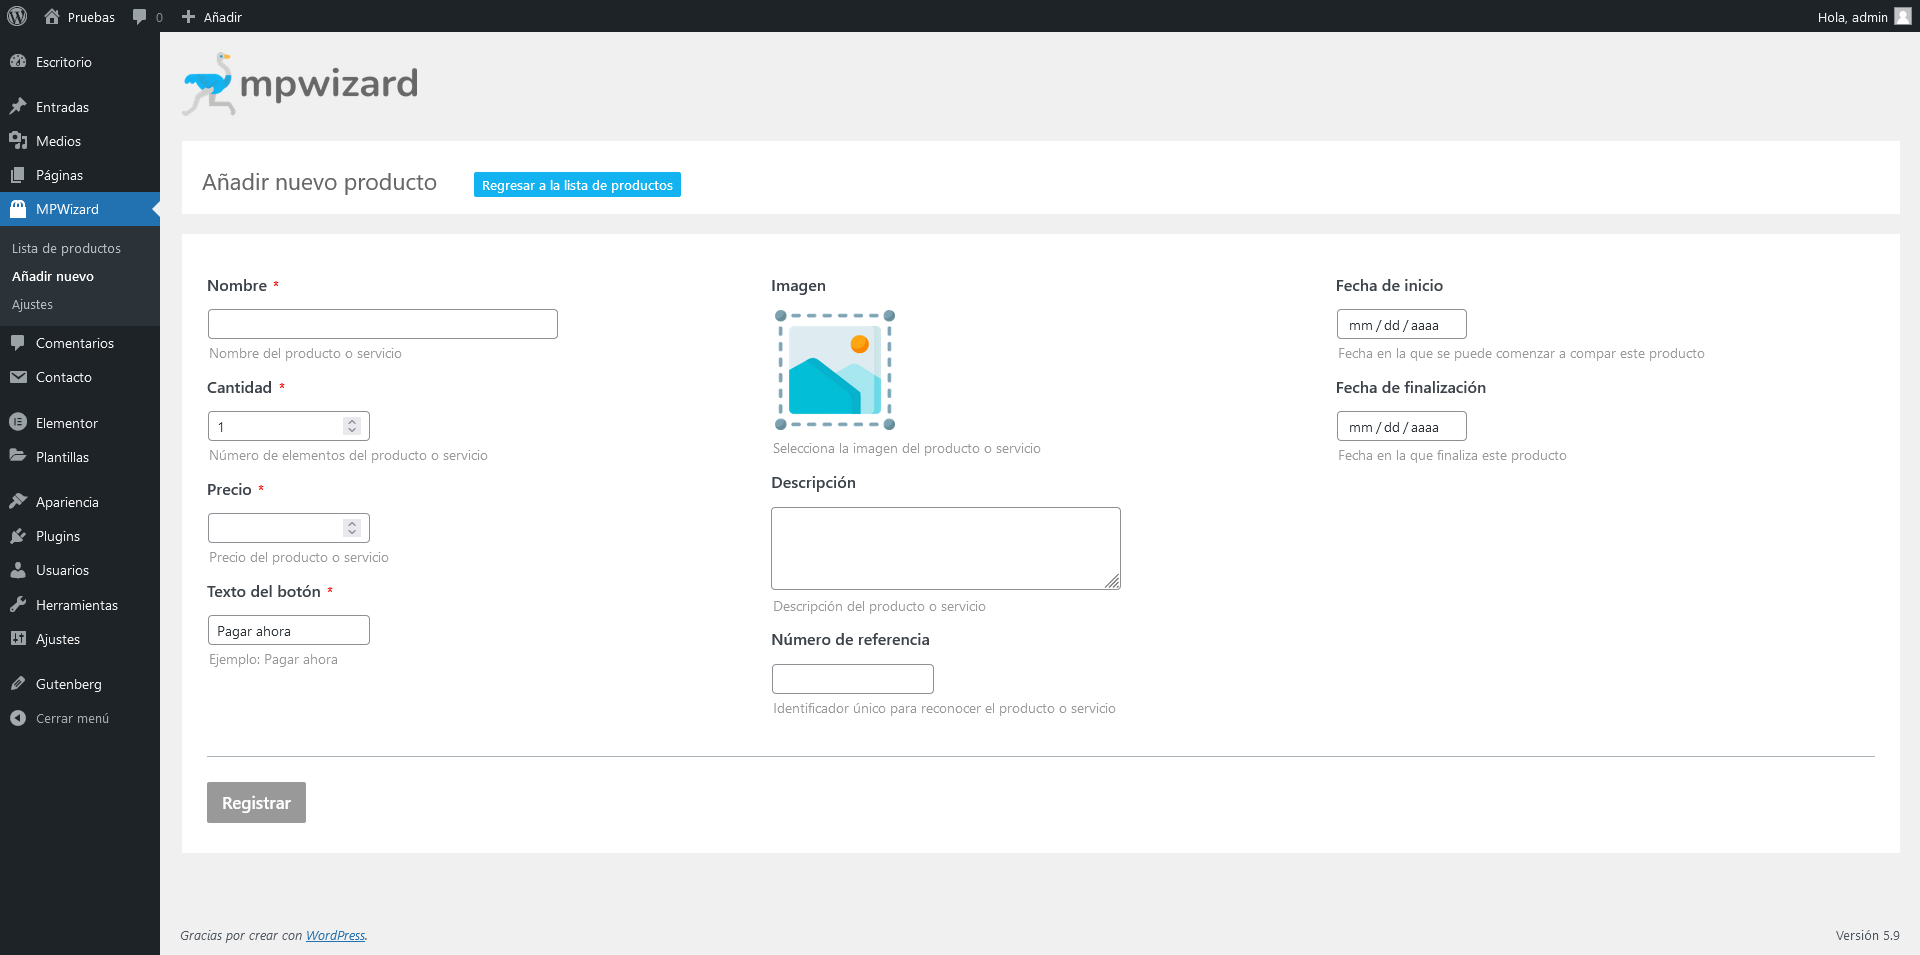 Pruebas
0
Añadir
Hola, admin
Escritorio
Entradas
Medios
Páginas
MPWizard
Lista de productos
Añadir nuevo
Ajustes
Comentarios
Contacto
Elementor
Plantillas
Apariencia
Plugins
Usuarios
Herramientas
Ajustes
Gutenberg
Cerrar menú
mpwizard
Añadir nuevo producto
Regresar a la lista de productos
Nombre *
Nombre del producto o servicio
Cantidad *
1
Número de elementos del producto o servicio
Precio *
Precio del producto o servicio
Texto del botón *
Pagar ahora
Ejemplo: Pagar ahora
Imagen
Selecciona la imagen del producto o servicio
Descripción
Descripción del producto o servicio
Número de referencia
Identificador único para reconocer el producto o servicio
Fecha de inicio
mm / dd / aaaa
Fecha en la que se puede comenzar a compar este producto
Fecha de finalización
mm / dd / aaaa
Fecha en la que finaliza este producto
Registrar
Gracias por crear con WordPress.
Versión 5.9